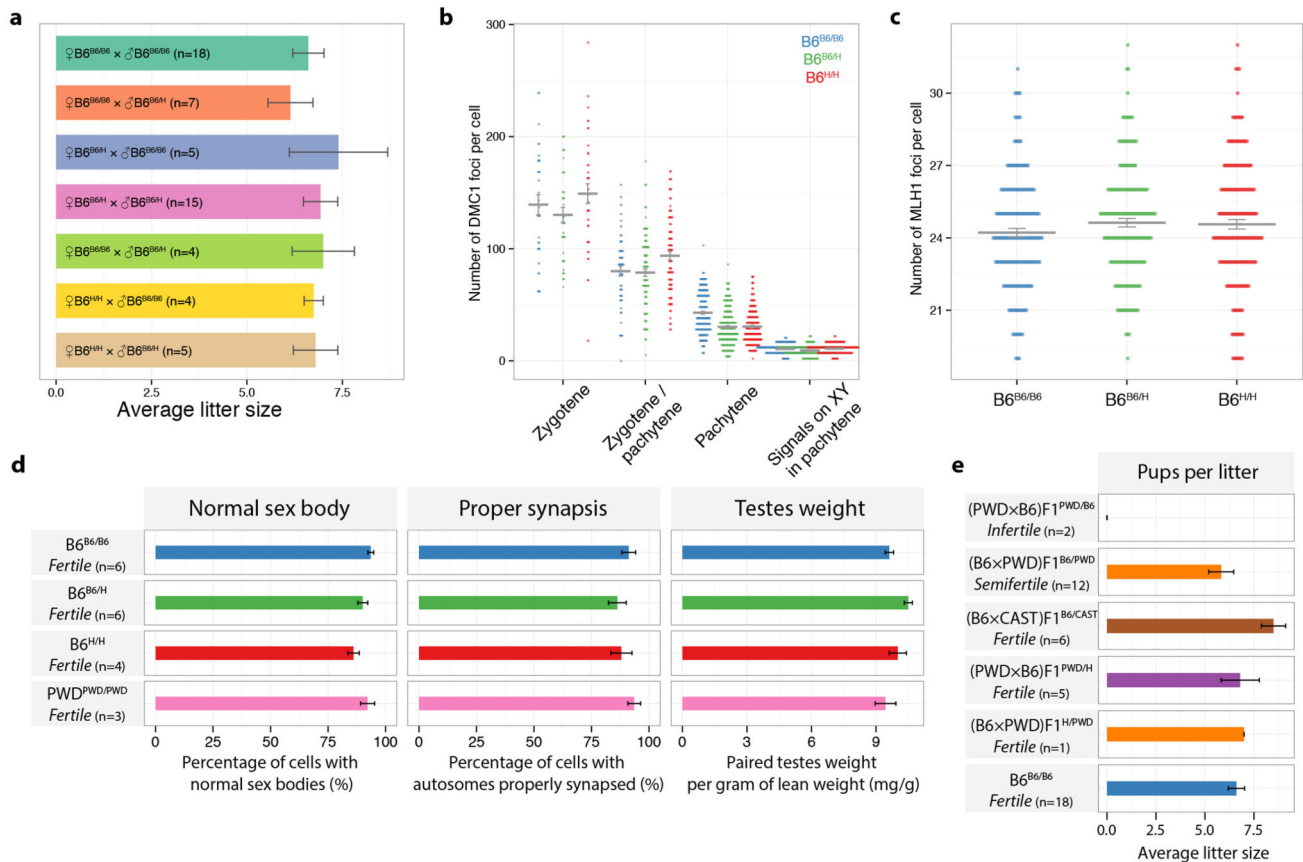 a
♀B6B6/B6 × ♂B6B6/B6 (n=18)
♀B6B6/B6 × ♂B6B6/H (n=7)
♀B6B6/H × ♂B6B6/B6 (n=5)
♀B6B6/H × ♂B6B6/H (n=15)
♀B6B6/B6 × ♂B6B6/H (n=4)
♀B6H/H × ♂B6B6/B6 (n=4)
♀B6H/H × ♂B6B6/H (n=5)
0.0 2.5 5.0 7.5
Average litter size
b
Number of DMC1 foci per cell
300
200
100
0
B6B6/B6
B6B6/H
B6H/H
Zygotene
Zygotene /
pachytene
Pachytene
Signals on XY
in pachytene
c
Number of MLH1 foci per cell
30
27
24
21
B6B6/B6 B6B6/H B6H/H
d
Normal sex body Proper synapsis Testes weight
B6B6/B6
Fertile (n=6)
B6B6/H
Fertile (n=6)
B6H/H
Fertile (n=4)
PWDPWD/PWD
Fertile (n=3)
0 25 50 75 100 0 25 50 75 100 0 3 6 9
Percentage of cells with
normal sex bodies (%)
Percentage of cells with
autosomes properly synapsed (%)
Paired testes weight
per gram of lean weight (mg/g)
e
Pups per litter
(PWD×B6)F1PWD/B6
Infertile (n=2)
(B6×PWD)F1B6/PWD
Semifertile (n=12)
(B6×CAST)F1B6/CAST
Fertile (n=6)
(PWD×B6)F1PWD/H
Fertile (n=5)
(B6×PWD)F1H/PWD
Fertile (n=1)
B6B6/B6
Fertile (n=18)
0.0 2.5 5.0 7.5
Average litter size